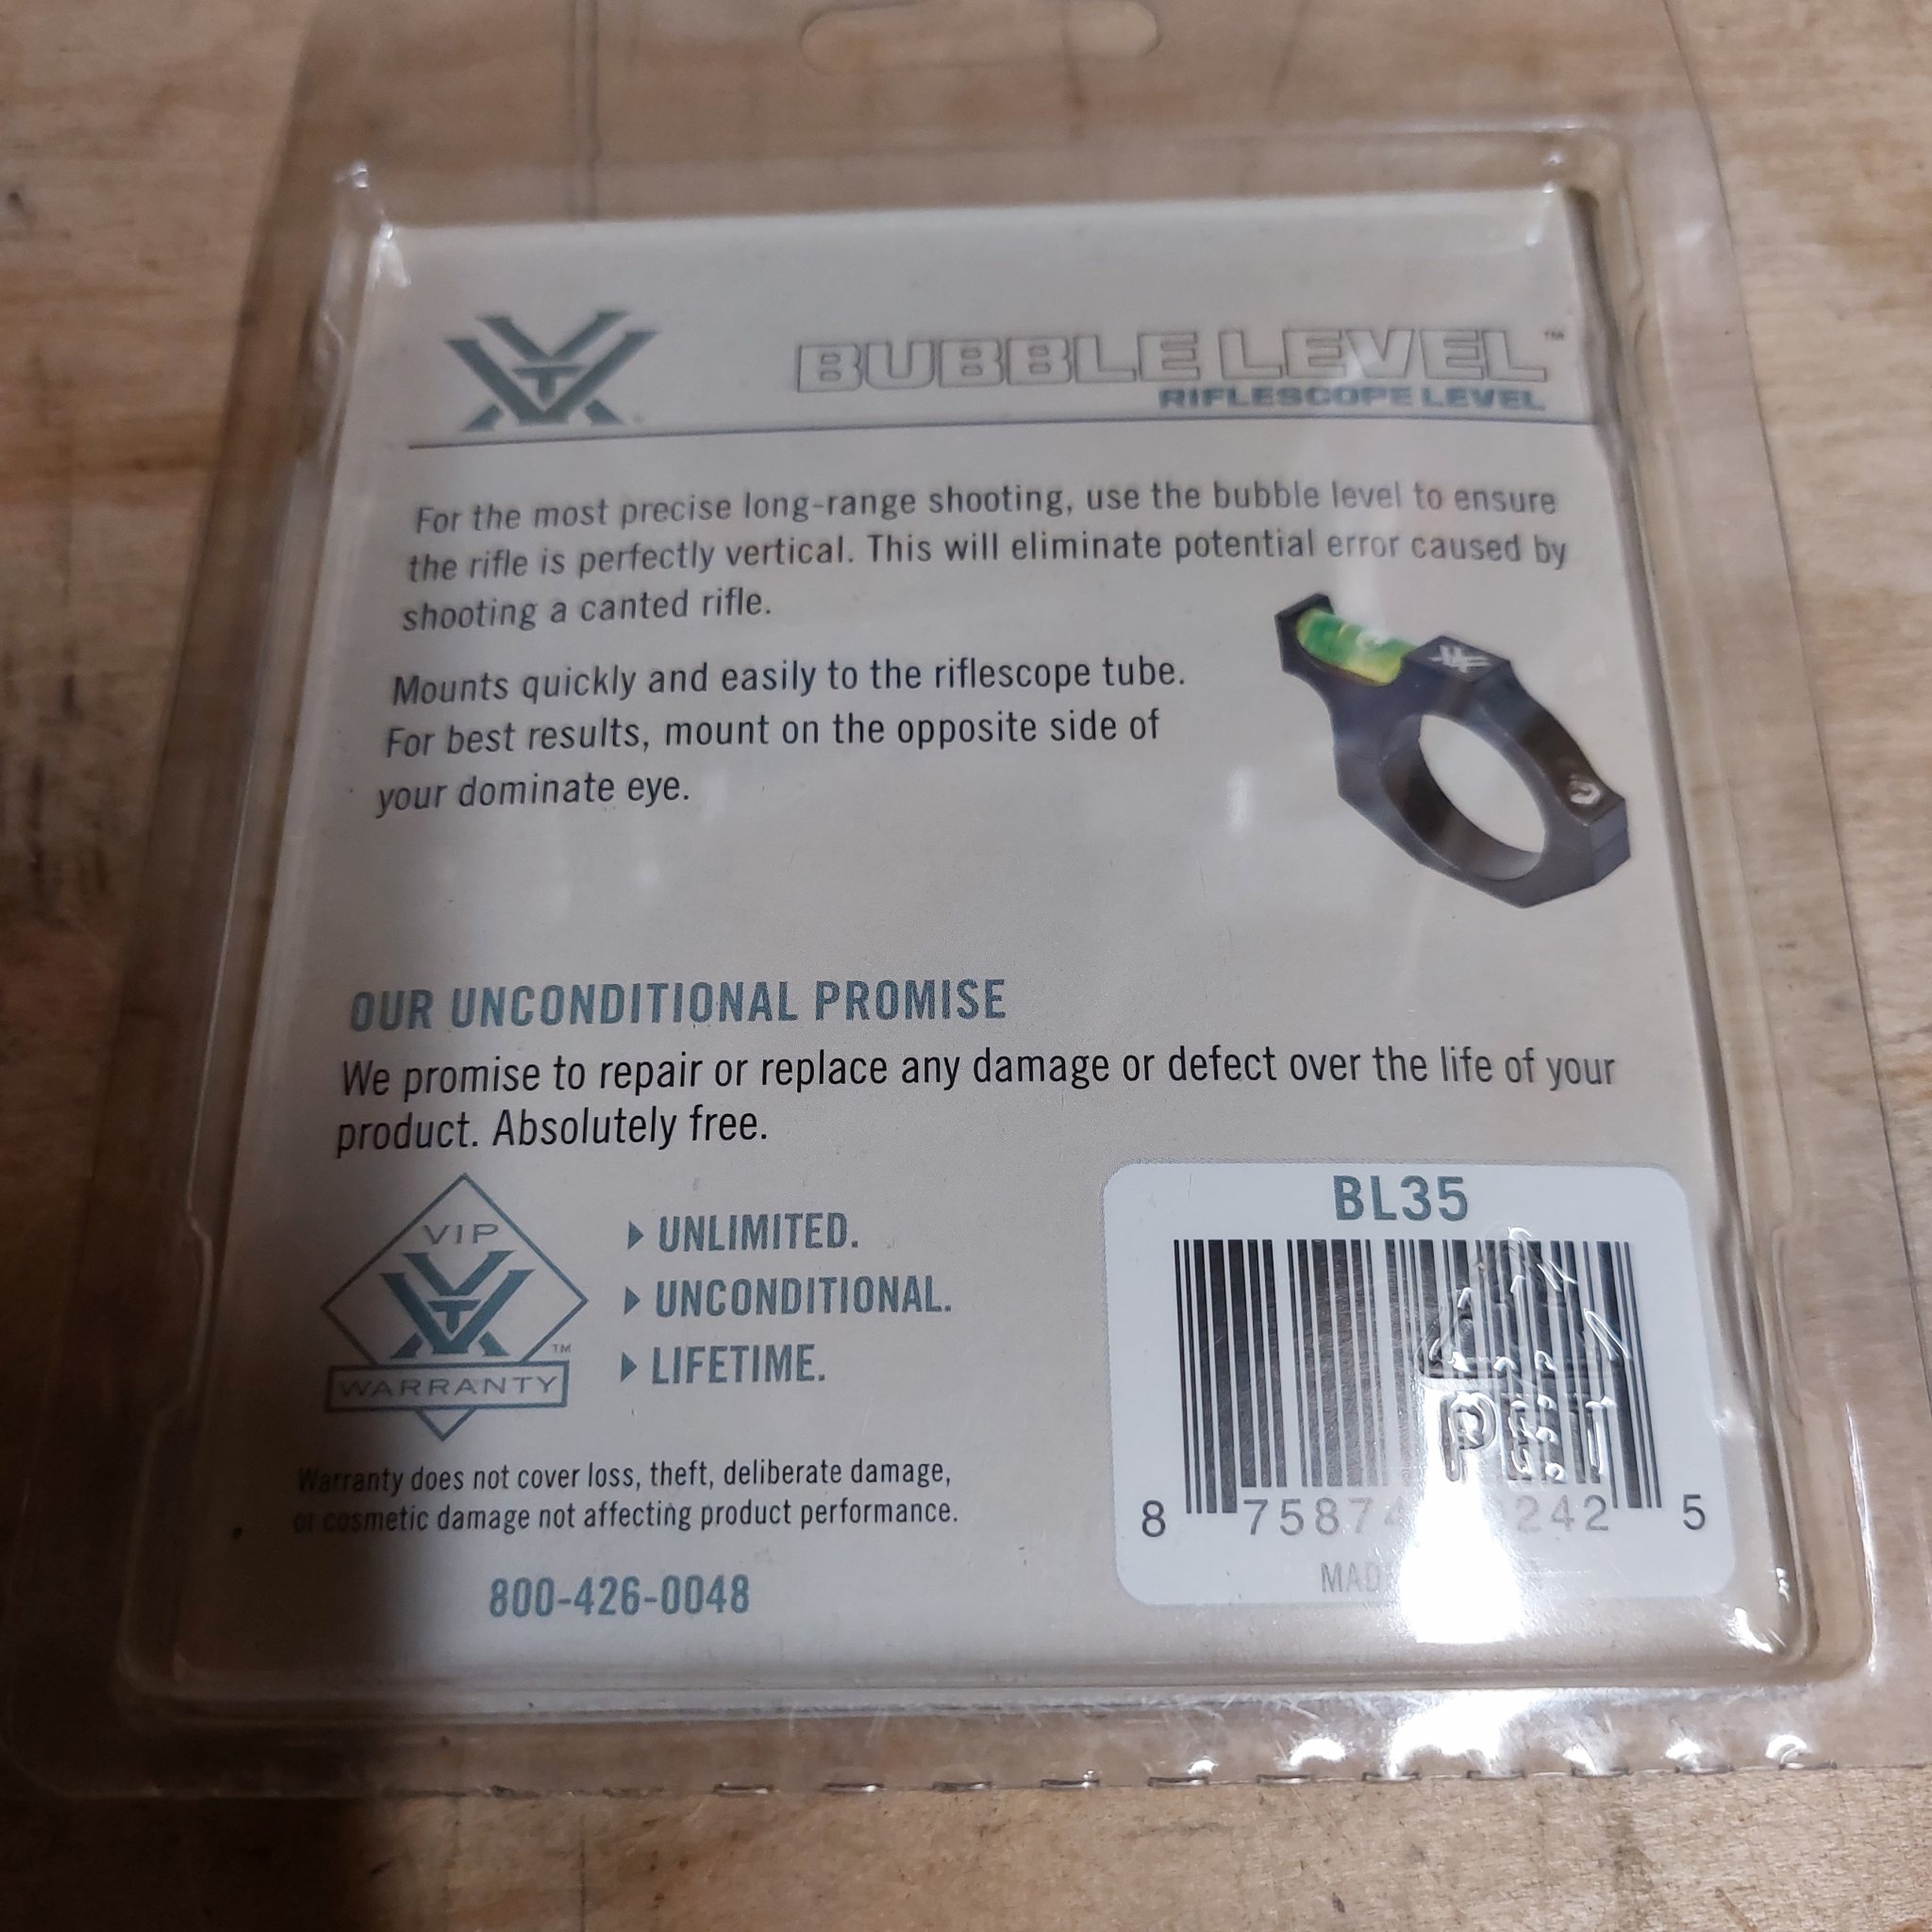 BUBBLE LEVEL™
RIFLESCOPE LEVEL
For the most precise long-range shooting, use the bubble level to ensure
the rifle is perfectly vertical. This will eliminate potential error caused by
shooting a canted rifle.
Mounts quickly and easily to the riflescope tube.
For best results, mount on the opposite side of
your dominate eye.
OUR UNCONDITIONAL PROMISE
We promise to repair or replace any damage or defect over the life of your
product. Absolutely free.
VIP
WARRANTY
™
UNLIMITED.
UNCONDITIONAL.
LIFETIME.
Warranty does not cover loss, theft, deliberate damage,
or cosmetic damage not affecting product performance.
800-426-0048
BL35
8 5